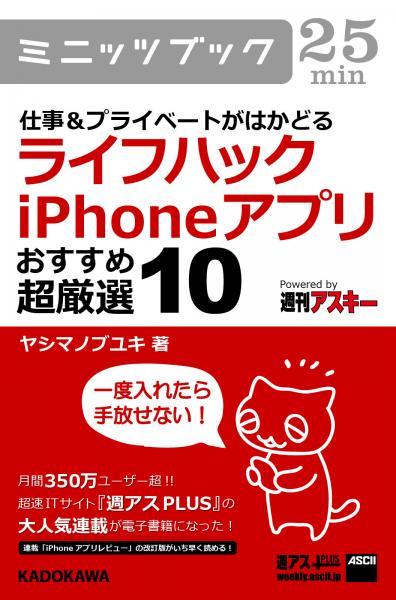 ミニッツブック
25
min
仕事&プライベートがはかどる
ライフハック
iPhoneアプリ
おすすめ
超厳選
10
Powered by
週刊アスキー
ヤシマノブユキ 著
一度入れたら
手放せない！
月間350万ユーザー超!!
超速ITサイト『週アスPLUS』の
大人気連載が電子書籍になった！
連載「iPhoneアプリレビュー」の改訂版がいち早く読める！
KADOKAWA
週アスPLUS
weekly.ascii.jp
ASCII